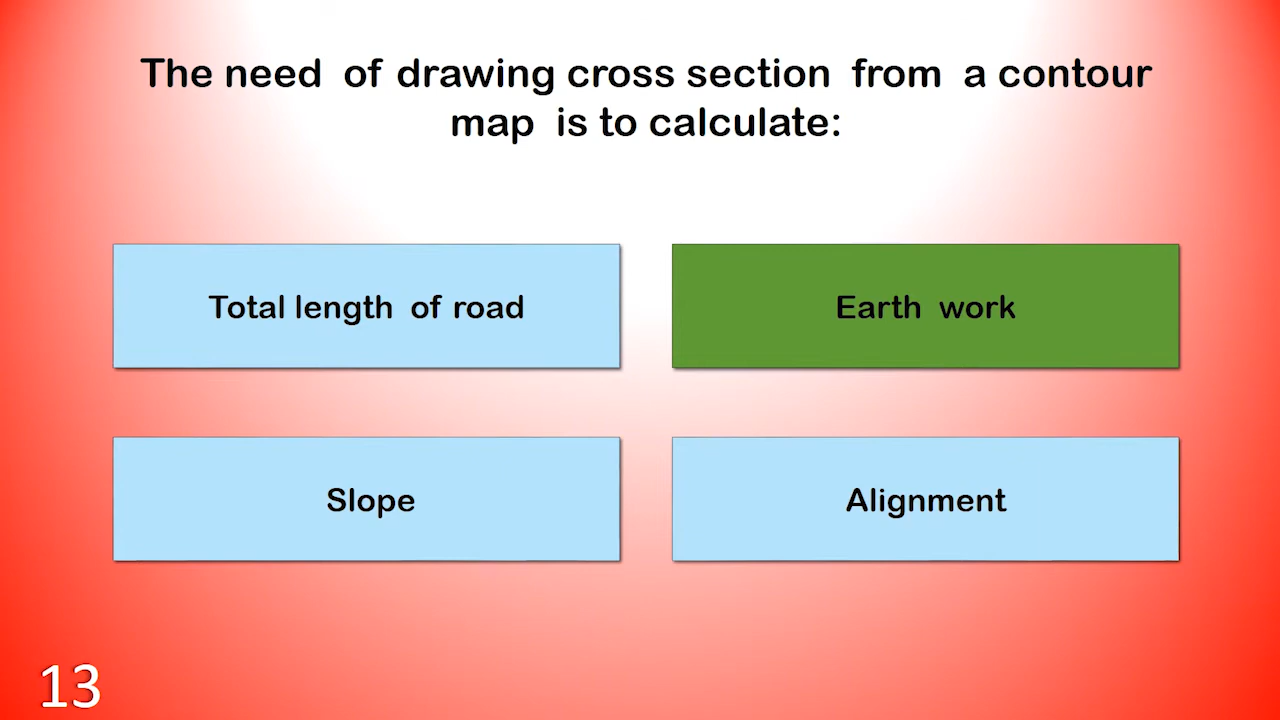 The need of drawing cross section from a contour
map is to calculate:
Total length of road
Earth work
Slope
Alignment
13